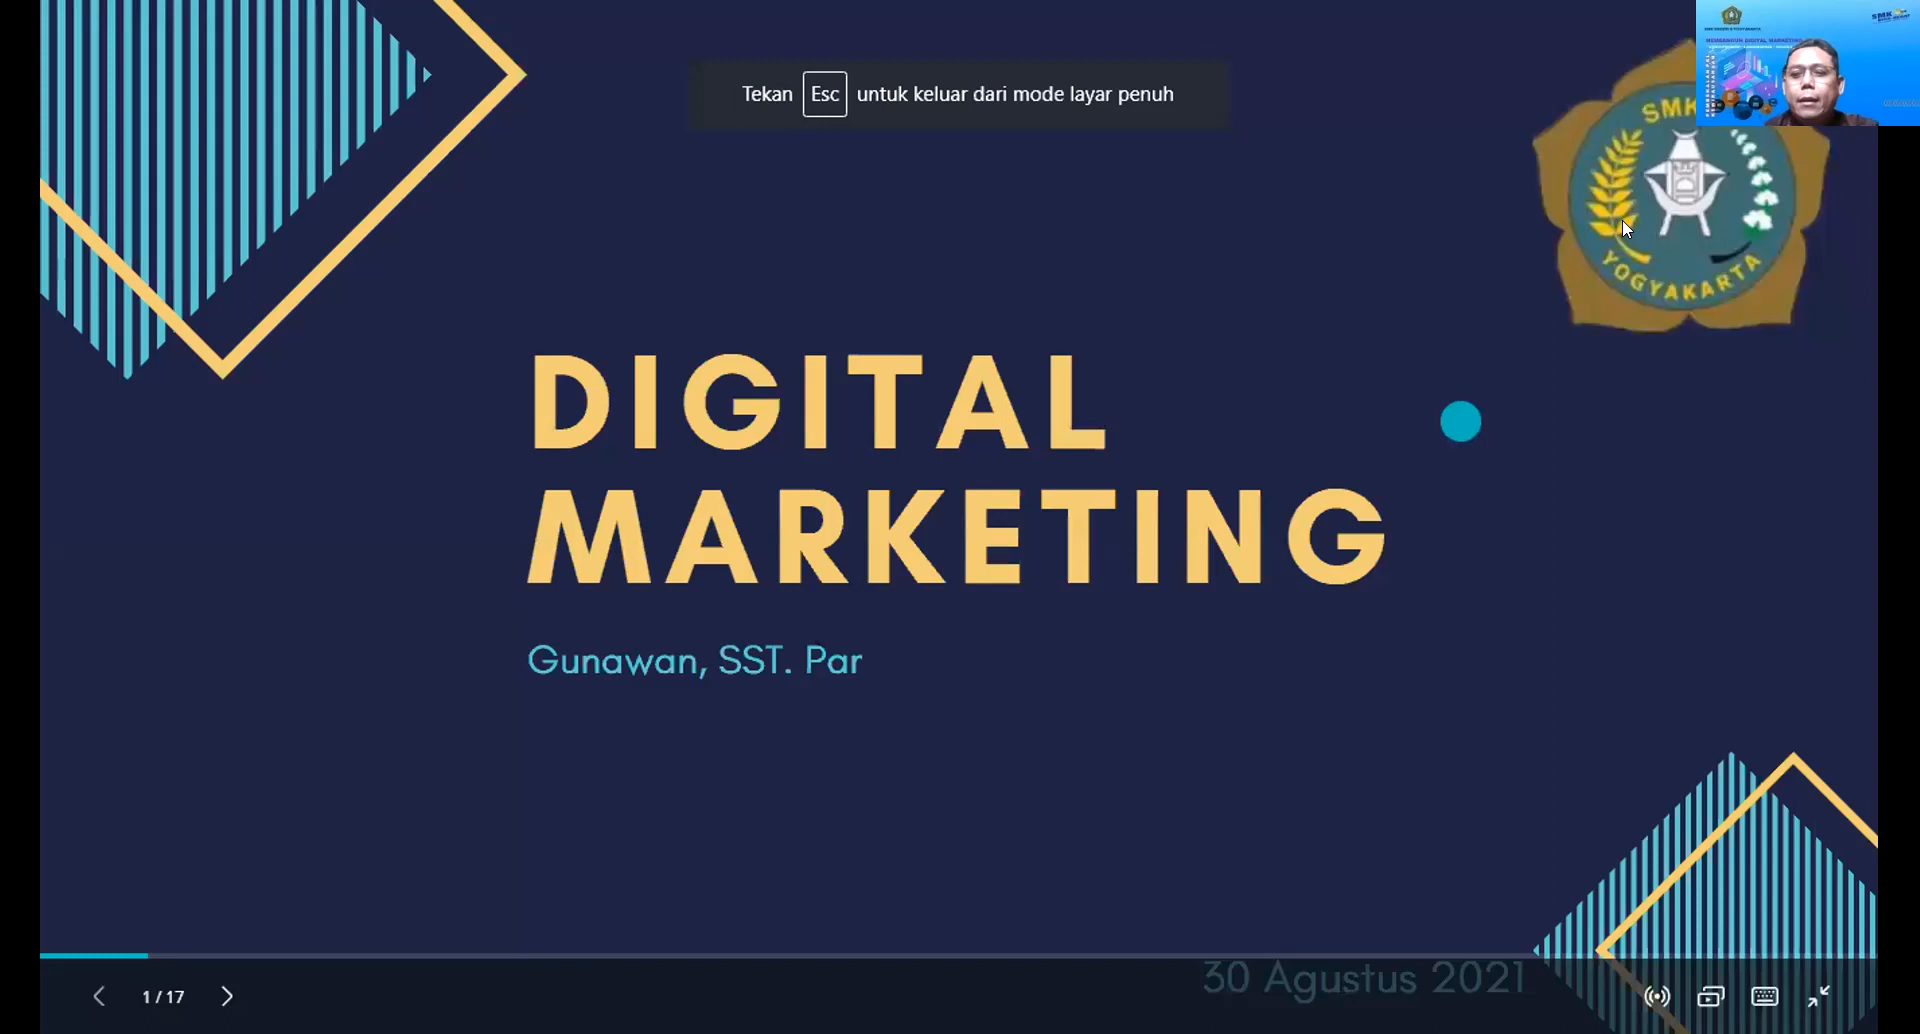 Tekan Esc untuk keluar dari mode layar penuh
SMK
YOGYAKARTA
DIGITAL
MARKETING
Gunawan, SST. Par
30 Agustus 2021
1 / 17